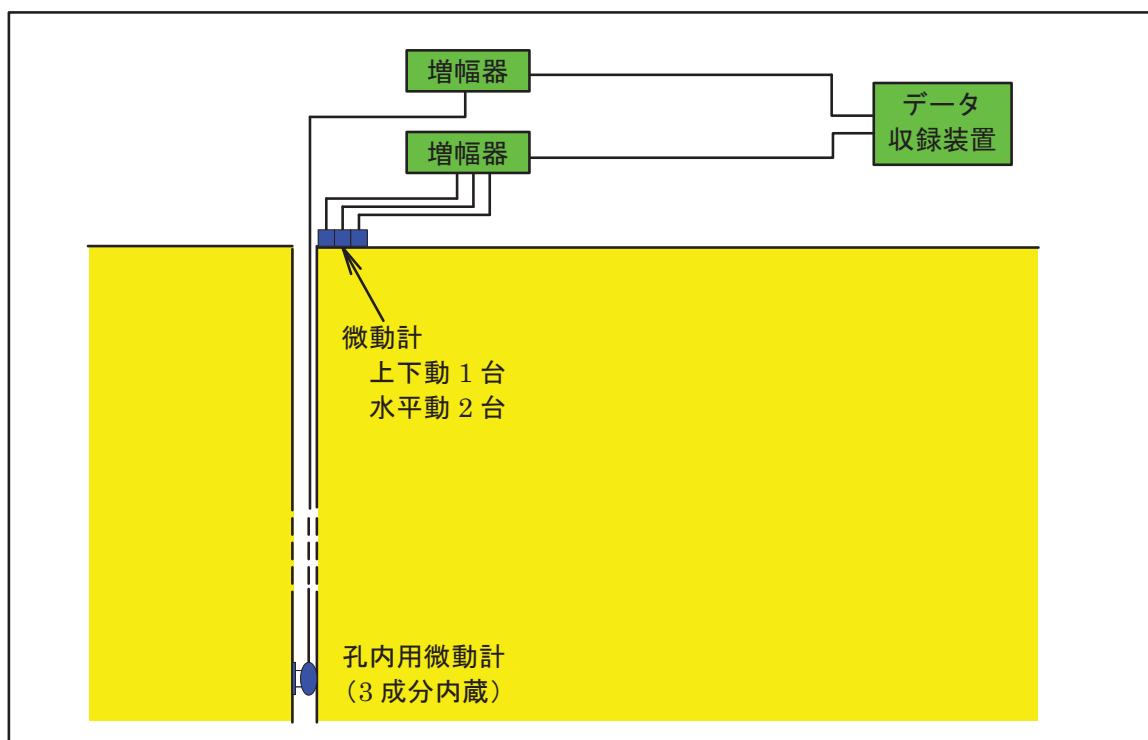 増幅器
データ
収録装置
増幅器
微動計
上下動 1 台
水平動 2 台
孔内用微動計
（3 成分内蔵）